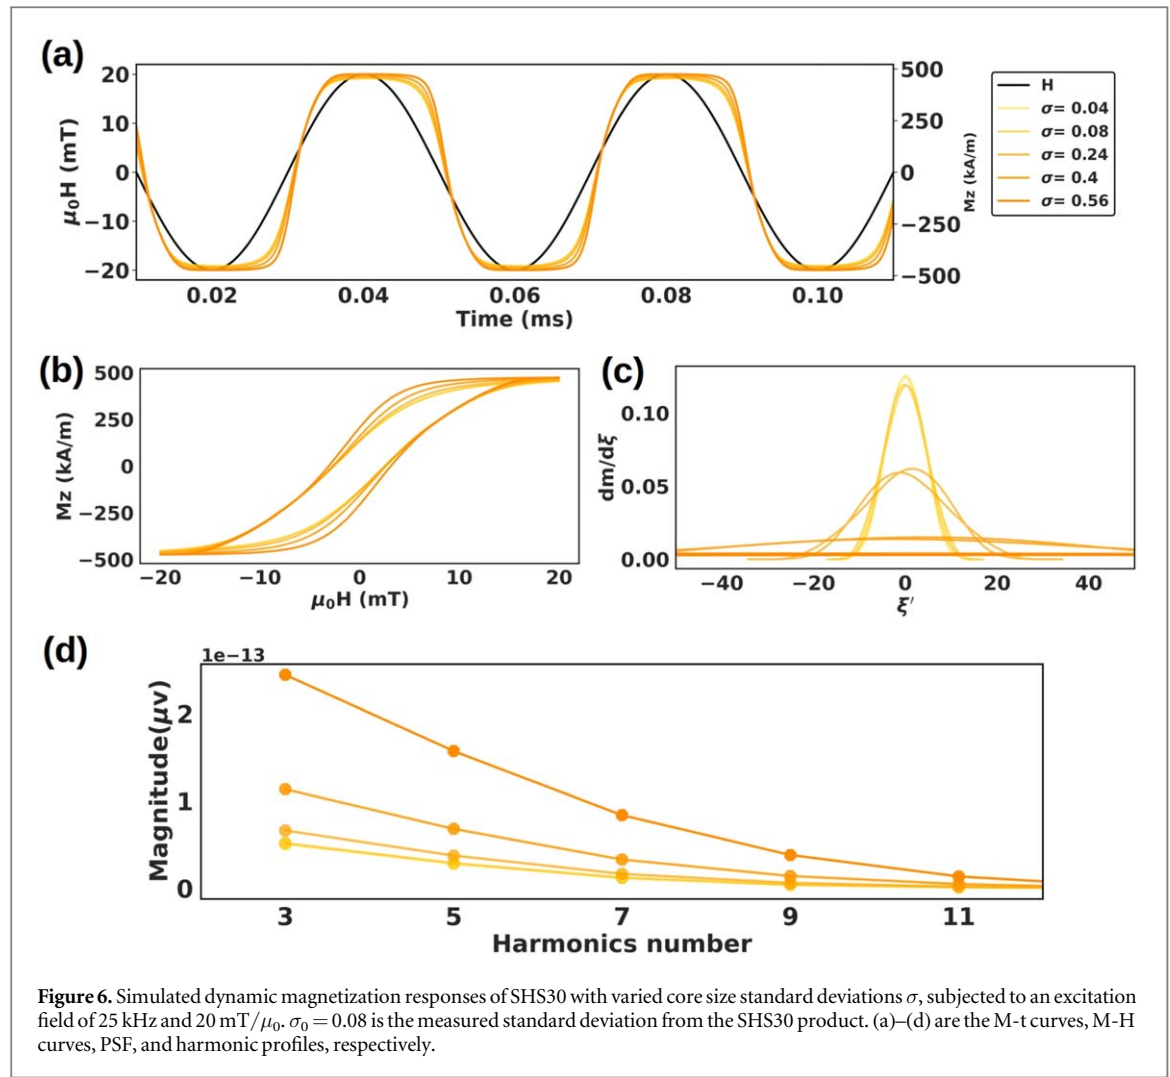 (a)
20
10
0
−10
−20
μ₀H (mT)
500
250
0
−250
−500
Mz (kA/m)
H
σ= 0.04
σ= 0.08
σ= 0.24
σ= 0.4
σ= 0.56
0.02 0.04 0.06 0.08 0.10
Time (ms)
(b)
500
250
0
−250
−500
Mz (kA/m)
−20 −10 0 10 20
μ₀H (mT)
(c)
0.10
0.05
0.00
dm/dξ
−40 −20 0 20 40
ξ′
(d)
1e−13
2
1
0
Magnitude(μv)
3 5 7 9 11
Harmonics number
Figure 6. Simulated dynamic magnetization responses of SHS30 with varied core size standard deviations σ, subjected to an excitation
field of 25 kHz and 20 mT/μ₀. σ₀ = 0.08 is the measured standard deviation from the SHS30 product. (a)–(d) are the M-t curves, M-H
curves, PSF, and harmonic profiles, respectively.